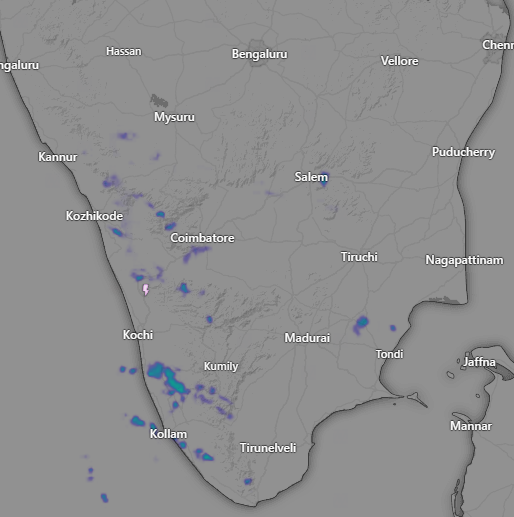 Hassan
Bengaluru
Chenn
ngaluru
Vellore
Mysuru
Kannur
Puducherry
Salem
Kozhikode
Coimbatore
Tiruchi
Nagapattinam
Kochi
Madurai
Tondi
Kumily
Jaffna
Kollam
Mannar
Tirunelveli